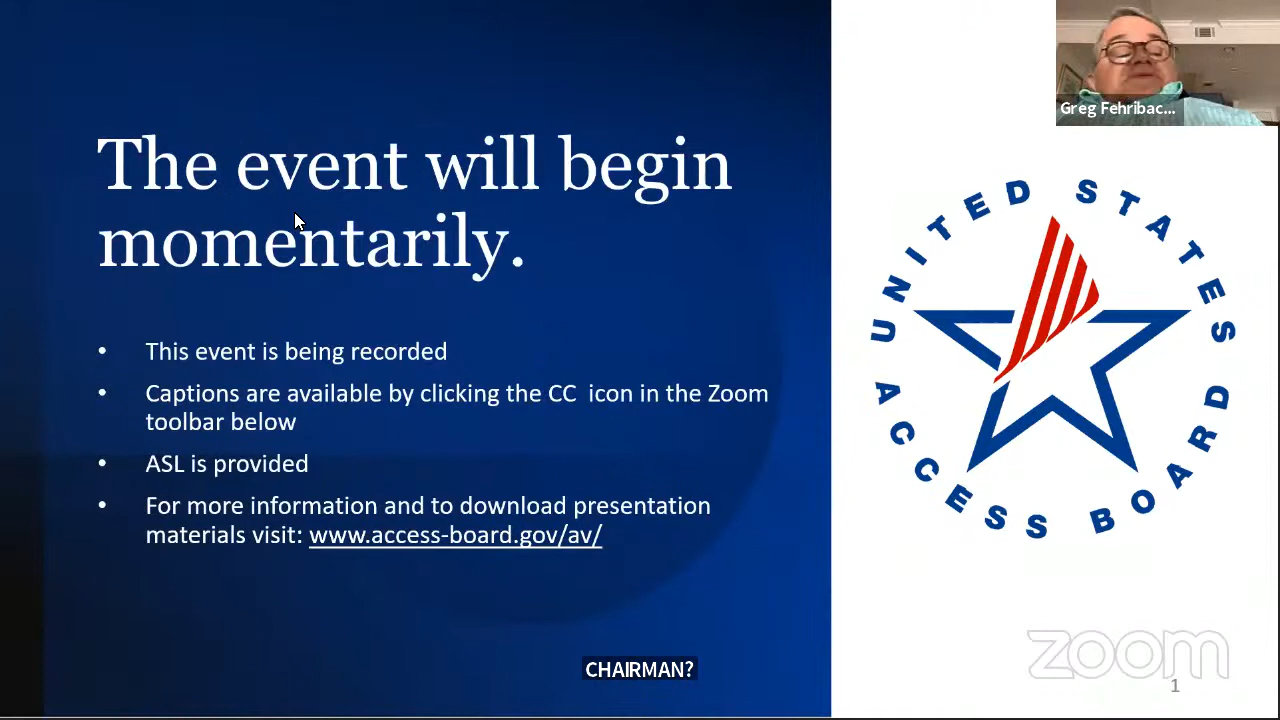 The event will begin
momentarily.
• This event is being recorded
• Captions are available by clicking the CC  icon in the Zoom
toolbar below
• ASL is provided
• For more information and to download presentation
materials visit: www.access-board.gov/av/
Greg Fehribac...
UNITED STATES
ACCESS BOARD
zoom
1
CHAIRMAN?